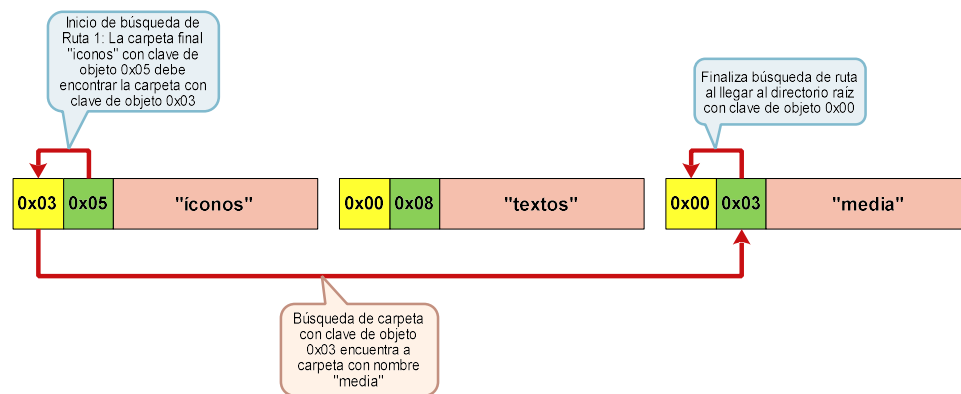 Inicio de búsqueda de
Ruta 1: La carpeta final
"iconos" con clave de
objeto 0x05 debe
encontrar la carpeta con
clave de objeto 0x03
Finaliza búsqueda de ruta
al llegar al directorio raíz
con clave de objeto 0x00
0x03 0x05 "íconos" 0x00 0x08 "textos" 0x00 0x03 "media"
Búsqueda de carpeta
con clave de objeto
0x03 encuentra a
carpeta con nombre
"media"